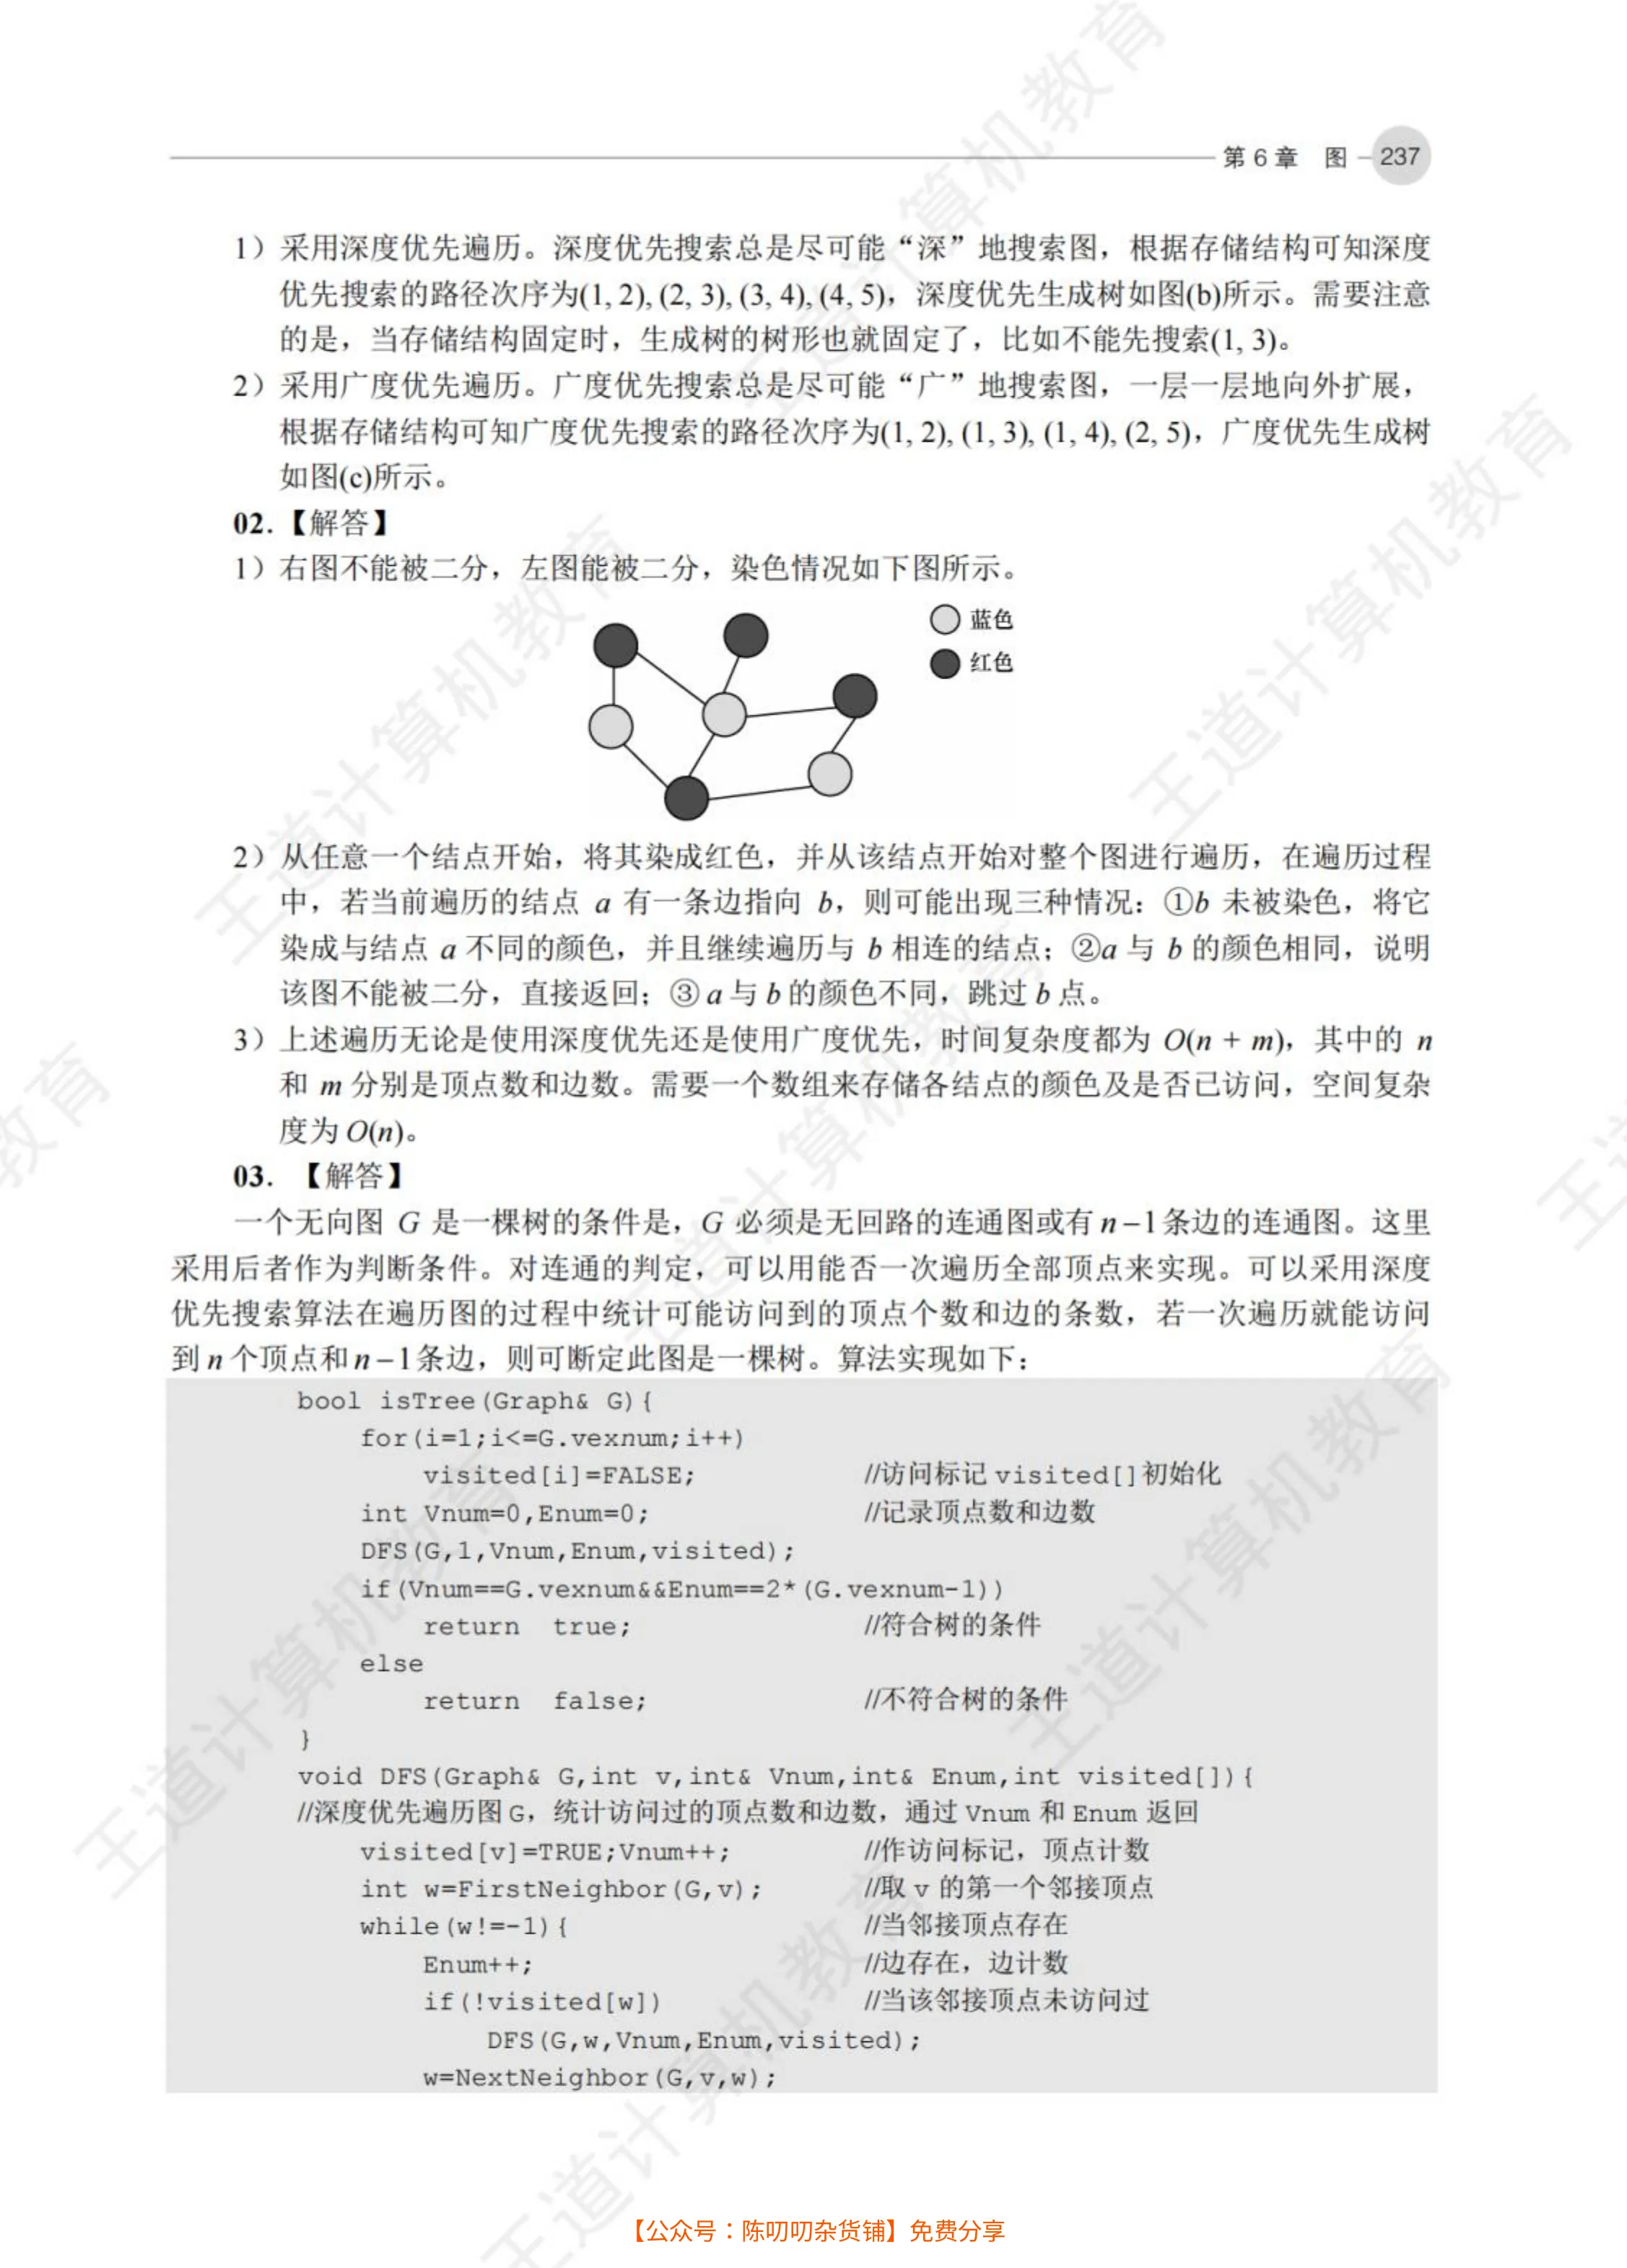 第 6 章 图 237
1）采用深度优先遍历。深度优先搜索总是尽可能“深”地搜索图，根据存储结构可知深度
优先搜索的路径次序为(1, 2), (2, 3), (3, 4), (4, 5)，深度优先生成树如图(b)所示。需要注意
的是，当存储结构固定时，生成树的树形也就固定了，比如不能先搜索(1, 3)。
2）采用广度优先遍历。广度优先搜索总是尽可能“广”地搜索图，一层一层地向外扩展，
根据存储结构可知广度优先搜索的路径次序为(1, 2), (1, 3), (1, 4), (2, 5)，广度优先生成树
如图(c)所示。
02.【解答】
1）右图不能被二分，左图能被二分，染色情况如下图所示。
蓝色
红色
2）从任意一个结点开始，将其染成红色，并从该结点开始对整个图进行遍历，在遍历过程
中，若当前遍历的结点 a 有一条边指向 b，则可能出现三种情况：①b 未被染色，将它
染成与结点 a 不同的颜色，并且继续遍历与 b 相连的结点；②a 与 b 的颜色相同，说明
该图不能被二分，直接返回；③ a 与 b 的颜色不同，跳过 b 点。
3）上述遍历无论是使用深度优先还是使用广度优先，时间复杂度都为 O(n + m)，其中的 n
和 m 分别是顶点数和边数。需要一个数组来存储各结点的颜色及是否已访问，空间复杂
度为 O(n)。
03. 【解答】
一个无向图 G 是一棵树的条件是，G 必须是无回路的连通图或有 n−1 条边的连通图。这里
采用后者作为判断条件。对连通的判定，可以用能否一次遍历全部顶点来实现。可以采用深度
优先搜索算法在遍历图的过程中统计可能访问到的顶点个数和边的条数，若一次遍历就能访问
到 n 个顶点和 n−1 条边，则可断定此图是一棵树。算法实现如下：
bool isTree(Graph& G){
for(i=1;i<=G.vexnum;i++)
visited[i]=FALSE; //访问标记 visited[]初始化
int Vnum=0,Enum=0; //记录顶点数和边数
DFS(G,1,Vnum,Enum,visited);
if(Vnum==G.vexnum&&Enum==2*(G.vexnum-1))
return true; //符合树的条件
else
return false; //不符合树的条件
}
void DFS(Graph& G,int v,int& Vnum,int& Enum,int visited[]){
//深度优先遍历图 G，统计访问过的顶点数和边数，通过 Vnum 和 Enum 返回
visited[v]=TRUE;Vnum++; //作访问标记，顶点计数
int w=FirstNeighbor(G,v); //取 v 的第一个邻接顶点
while(w!=-1){ //当邻接顶点存在
Enum++; //边存在，边计数
if(!visited[w]) //当该邻接顶点未访问过
DFS(G,w,Vnum,Enum,visited);
w=NextNeighbor(G,v,w);
王道计算机教育
【公众号：陈叨叨杂货铺】免费分享